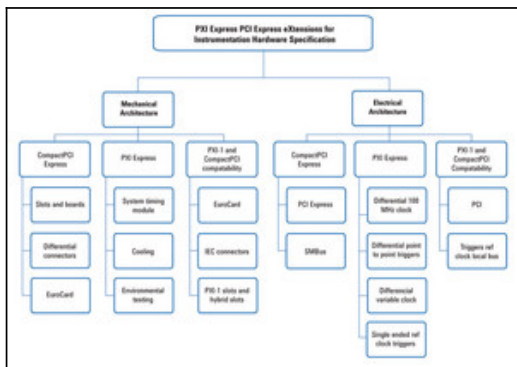 PXI Express PCI Express eXtensions for
Instrumentation Hardware Specification
Mechanical
Architecture
Electrical
Architecture
CompactPCI
Express
PXI Express
PXI-1 and
CompactPCI
compatability
CompactPCI
Express
PXI Express
PXI-1 and
CompactPCI
Compatability
Slots and boards
System timing
module
EuroCard
PCI Express
Differential 100
MHz clock
PCI
Differential
connectors
Cooling
IEC connectors
SMBus
Differential point
to point triggers
Triggers ref
clock local bus
EuroCard
Environmental
testing
PXI-1 slots and
hybrid slots
Differencial
variable clock
Single ended ref
clock triggers